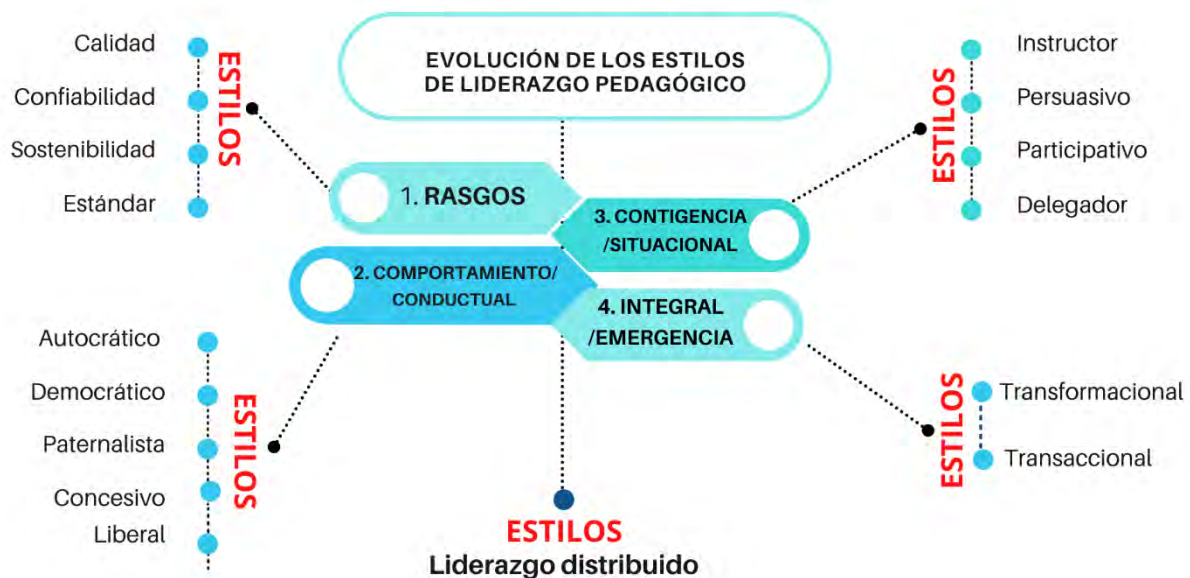 EVOLUCIÓN DE LOS ESTILOS
DE LIDERAZGO PEDAGÓGICO
Calidad
Confiabilidad
Sostenibilidad
Estándar
ESTILOS
1. RASGOS
2. COMPORTAMIENTO/
CONDUCTUAL
Autocrático
Democrático
Paternalista
Concesivo
Liberal
ESTILOS
3. CONTIGENCIA
/SITUACIONAL
Instructor
Persuasivo
Participativo
Delegador
ESTILOS
4. INTEGRAL
/EMERGENCIA
ESTILOS
Transformacional
Transaccional
ESTILOS
Liderazgo distribuido